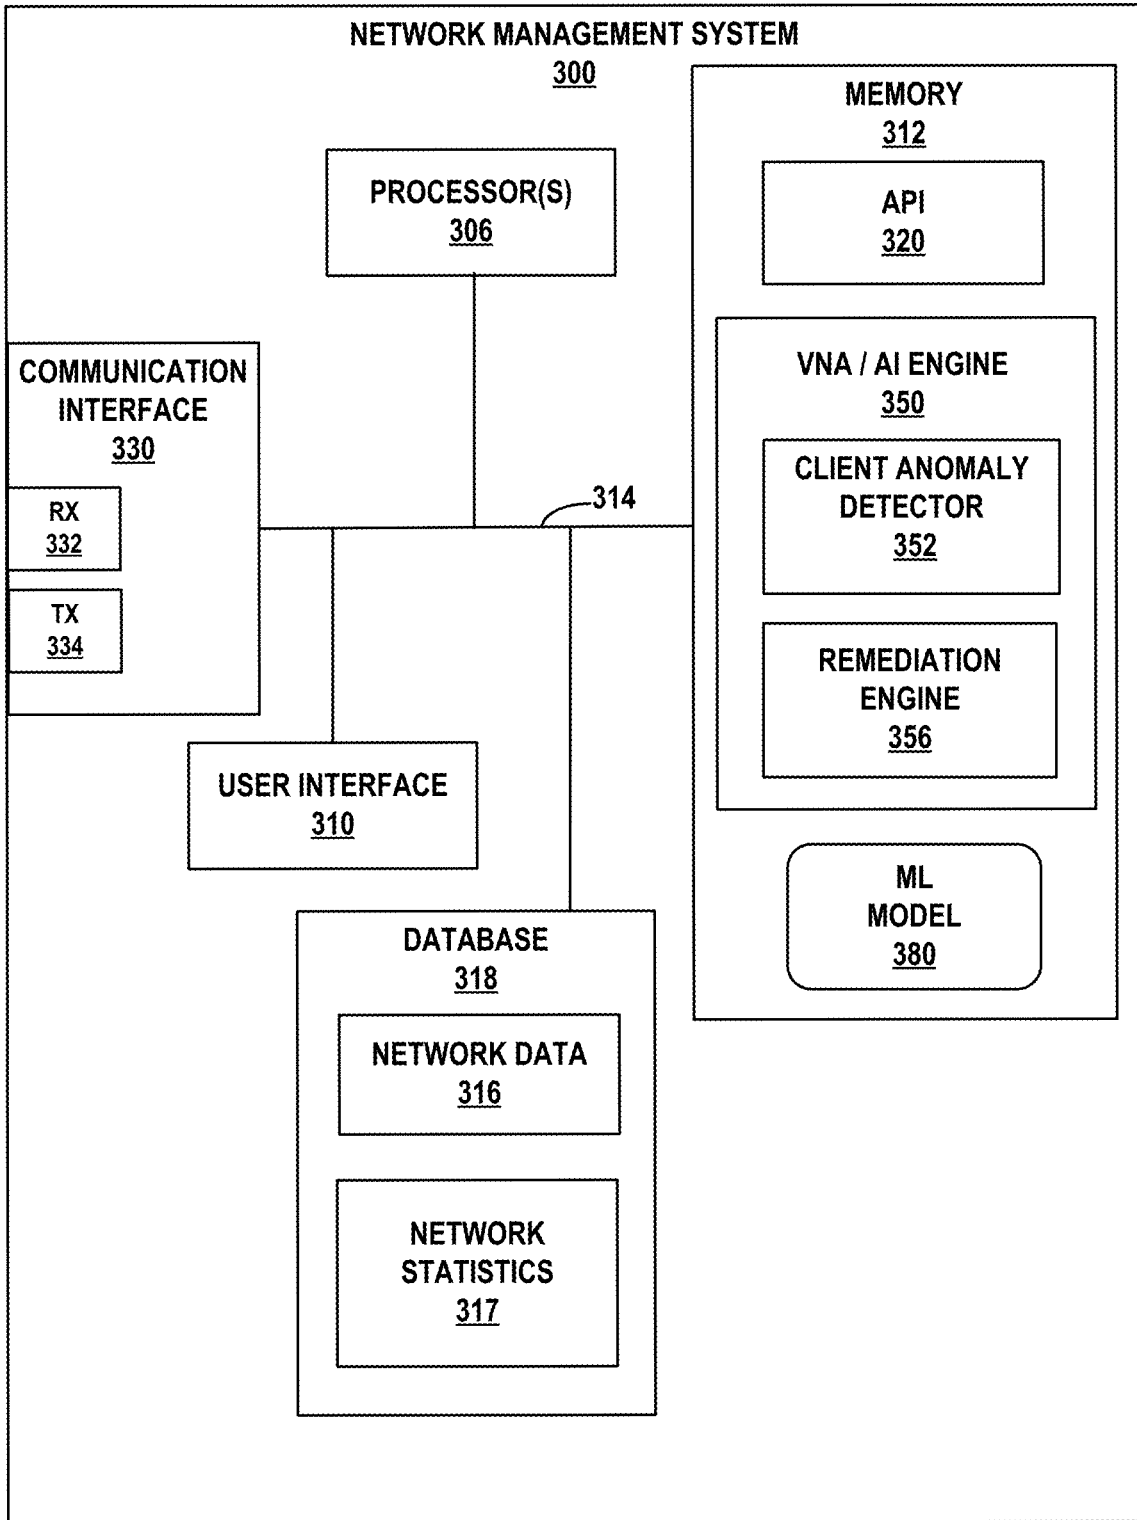 NETWORK MANAGEMENT SYSTEM
300
MEMORY
312
API
320
PROCESSOR(S)
306
VNA / AI ENGINE
350
CLIENT ANOMALY
DETECTOR
352
REMEDIATION
ENGINE
356
ML
MODEL
380
COMMUNICATION
INTERFACE
330
RX
332
TX
334
314
USER INTERFACE
310
DATABASE
318
NETWORK DATA
316
NETWORK
STATISTICS
317